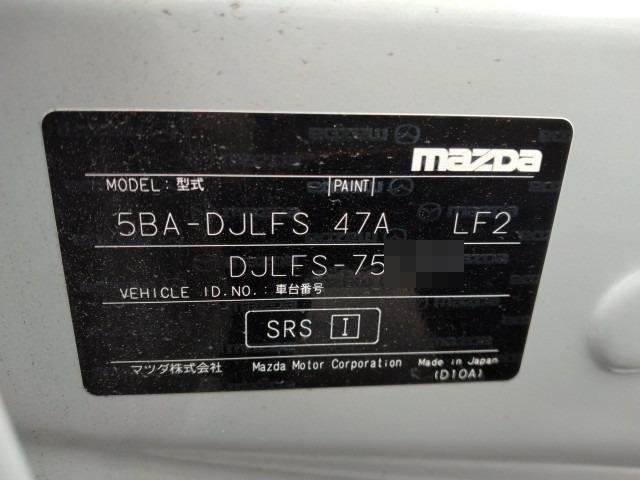 mazda
MODEL: 型式 PAINT
5BA-DJLFS 47A LF2
DJLFS-75
VEHICLE ID.NO.: 車台番号
SRS I
マツダ株式会社 Mazda Motor Corporation Made in Japan
(D10A)